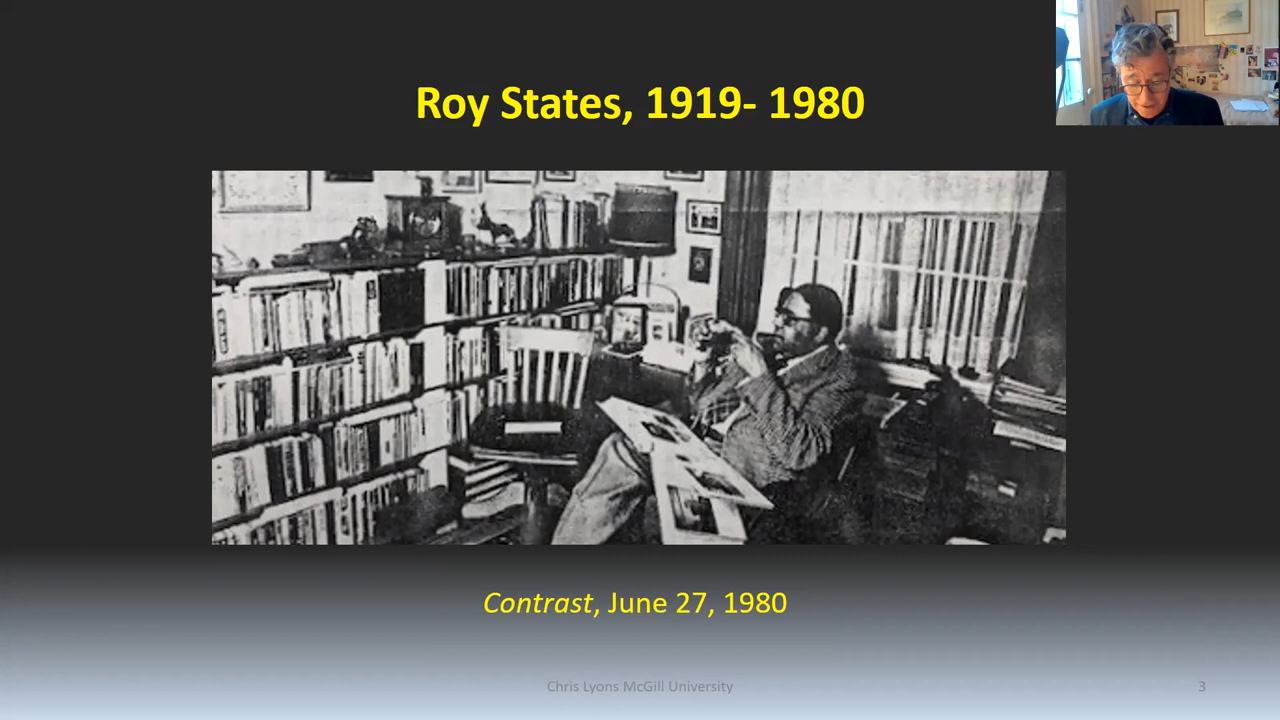 Roy States, 1919- 1980
Contrast, June 27, 1980
Chris Lyons McGill University
3